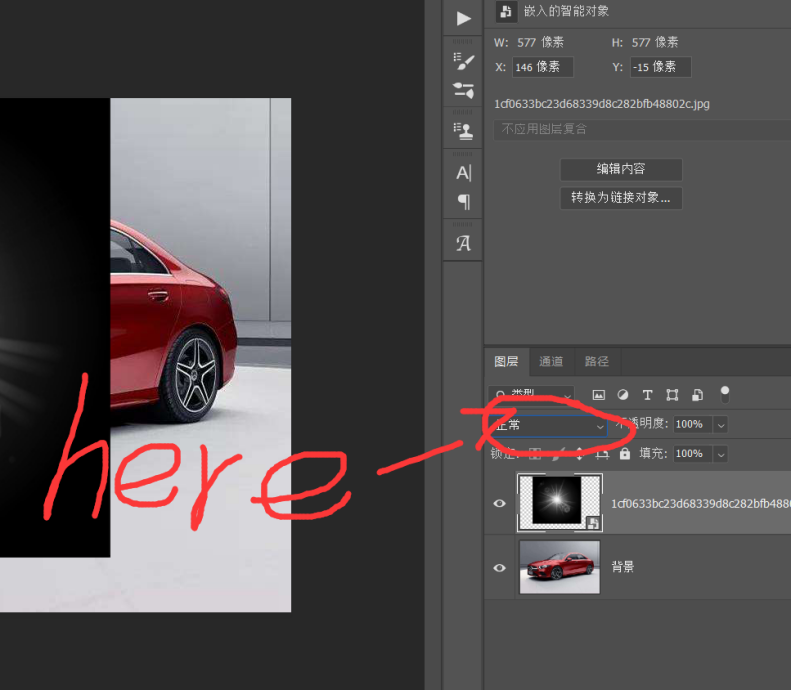 嵌入的智能对象
W: 577 像素 H: 577 像素
X: 146 像素 Y: -15 像素
1cf0633bc23d68339d8c282bfb48802c.jpg
不应用图层复合
编辑内容
转换为链接对象...
A|
¶
A
图层 通道 路径
类型
T
正常 不透明度: 100%
锁定: 填充: 100%
1cf0633bc23d68339d8c282bfb480
背景
here